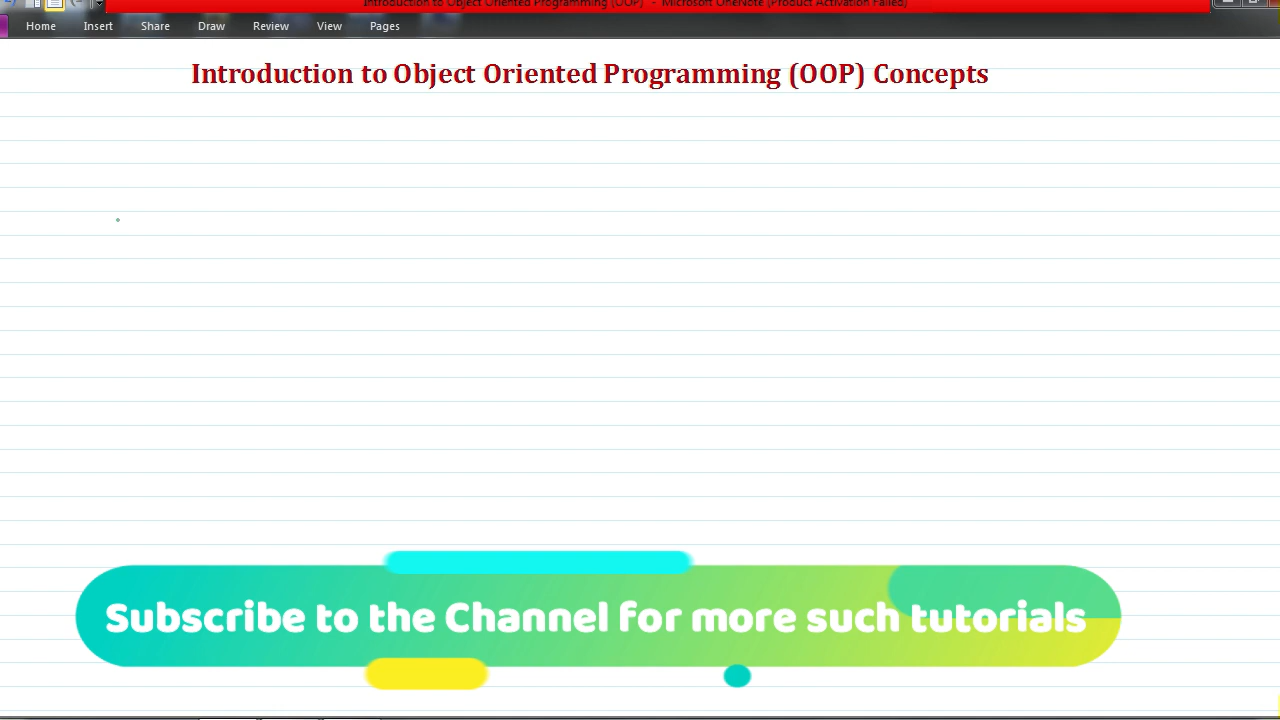 Introduction to Object Oriented Programming (OOP) - Microsoft OneNote (Product Activation Failed)
Home Insert Share Draw Review View Pages
Introduction to Object Oriented Programming (OOP) Concepts
Subscribe to the Channel for more such tutorials